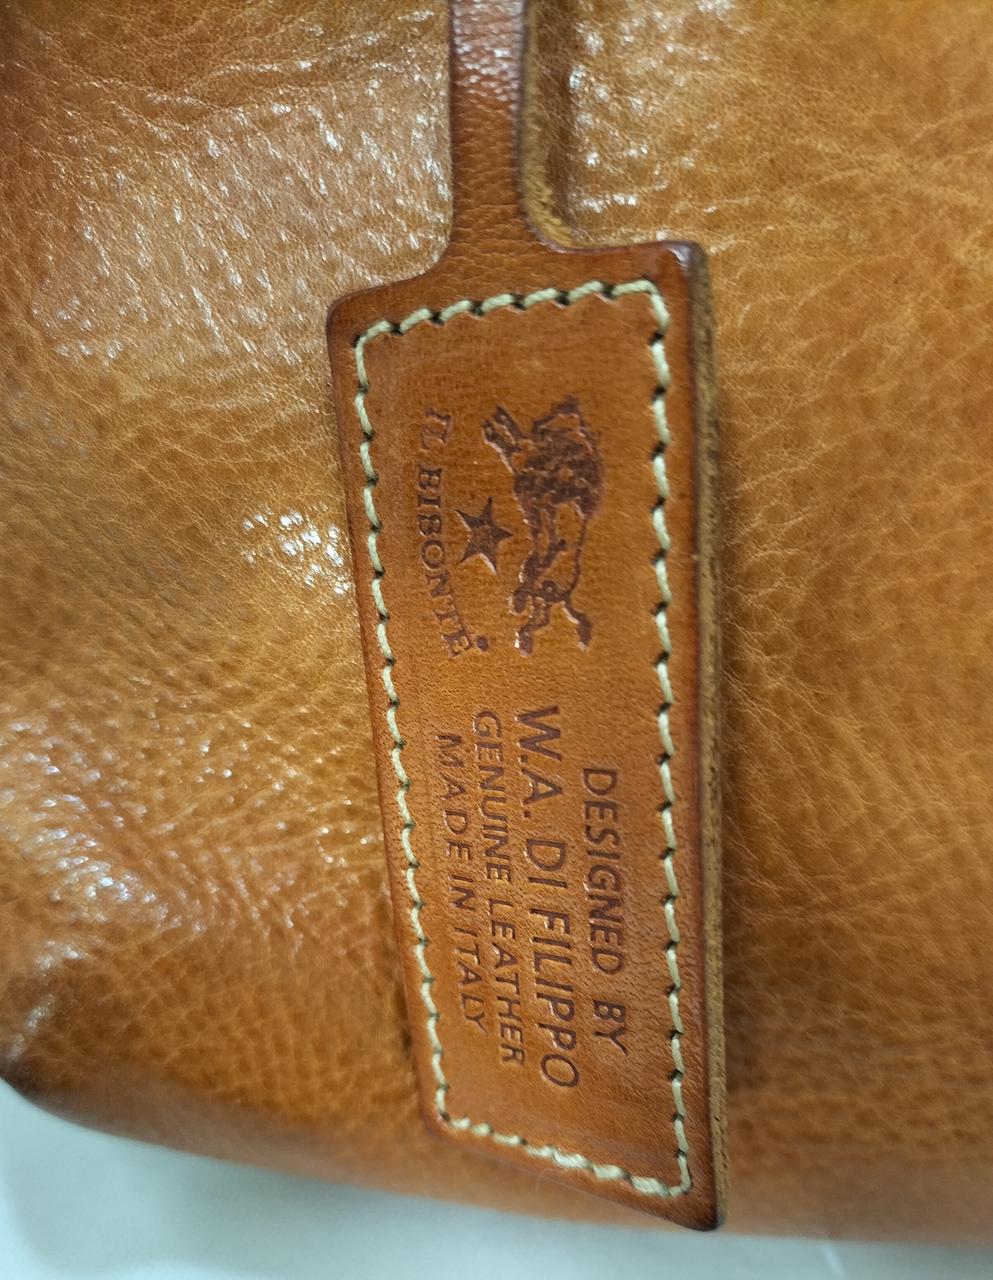 IL BISONTE
DESIGNED BY
W.A. DI FILIPPO
GENUINE LEATHER
MADE IN ITALY